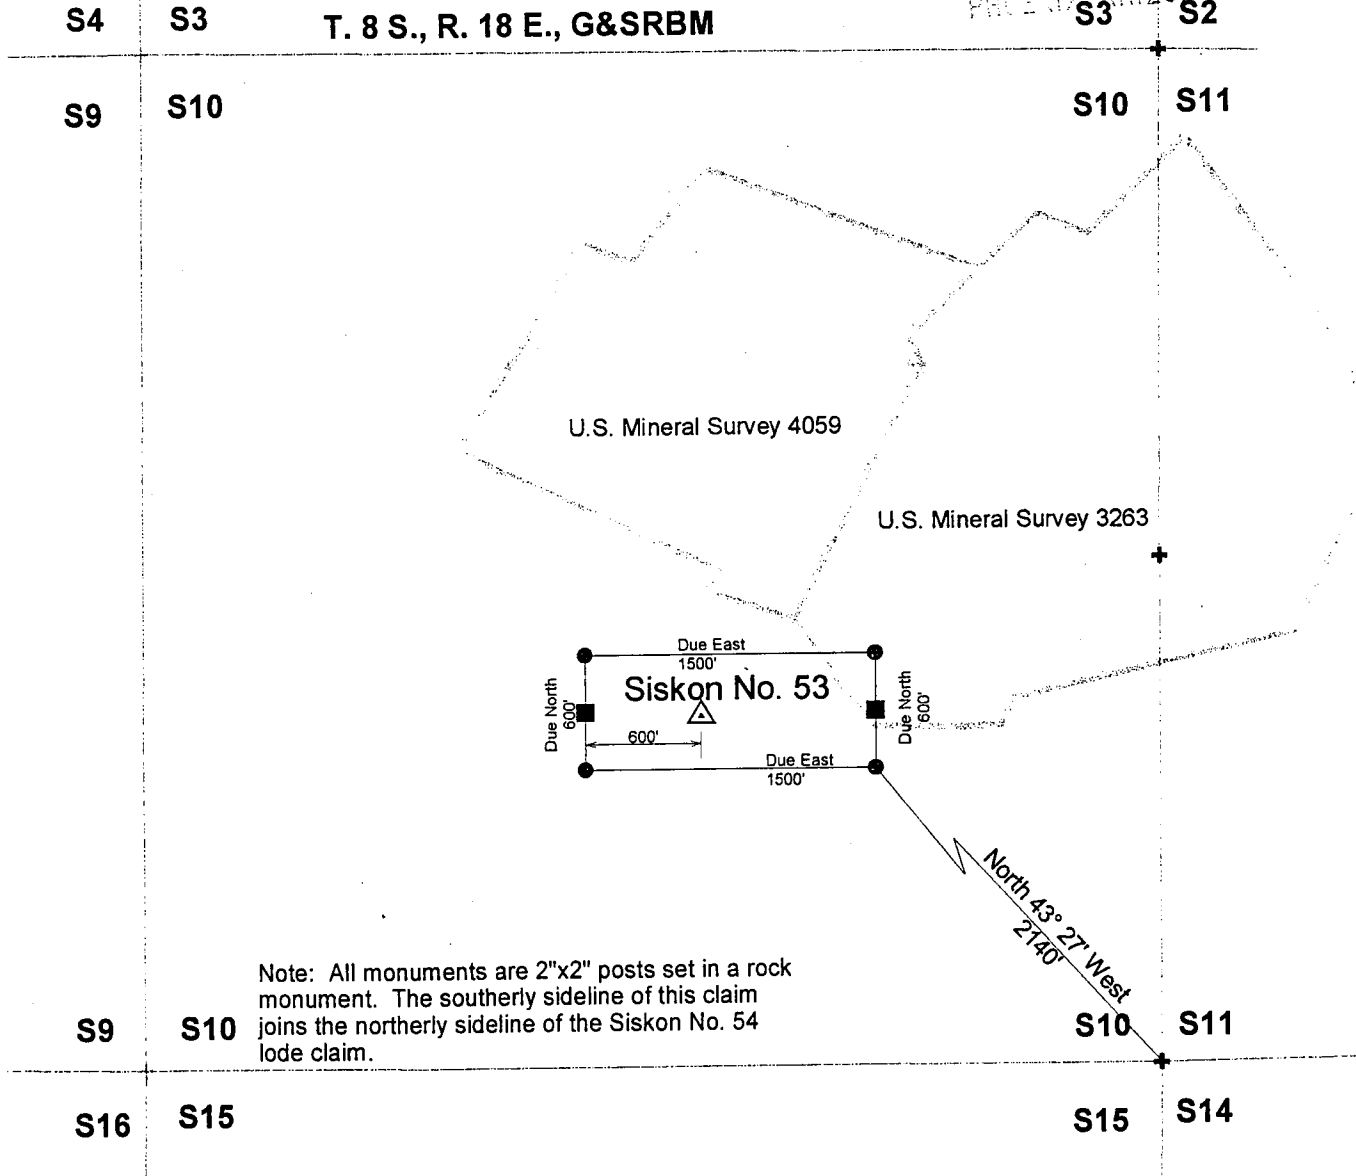 S4 S3 T. 8 S., R. 18 E., G&SRBM S3 S2
S9 S10 S10 S11
U.S. Mineral Survey 4059
U.S. Mineral Survey 3263
Due East
1500'
Siskon No. 53
Due North
600'
Due North
600'
600'
Due East
1500'
North 43° 27' West
2140'
Note: All monuments are 2"x2" posts set in a rock
monument. The southerly sideline of this claim
joins the northerly sideline of the Siskon No. 54
lode claim.
S9 S10 S10 S11
S16 S15 S15 S14